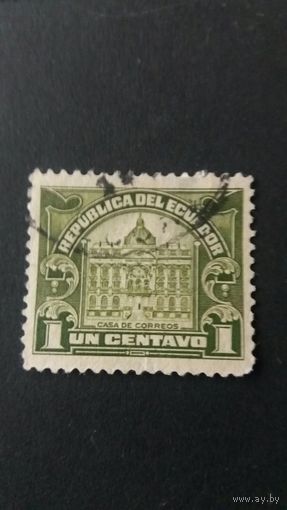 REPUBLICA DEL ECUADOR
CASA DE CORREOS
1 UN CENTAVO 1
www.ay.by